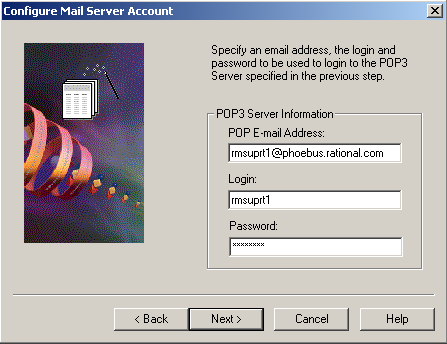 Configure Mail Server Account
Specify an email address, the login and
password to be used to login to the POP3
Server specified in the previous step.
POP3 Server Information
POP E-mail Address:
rmsuprt1@phoebus.rational.com
Login:
rmsuprt1
Password:
********
< Back
Next >
Cancel
Help